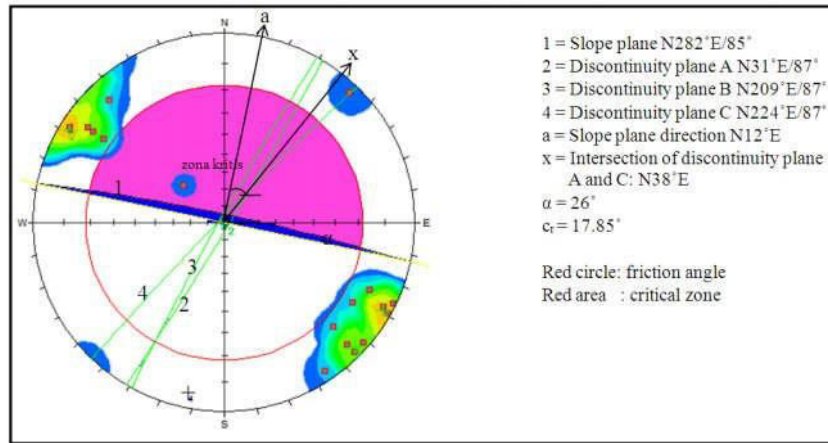 N
a
x
1 = Slope plane N282°E/85°
2 = Discontinuity plane A N31°E/87°
3 = Discontinuity plane B N209°E/87°
4 = Discontinuity plane C N224°E/87°
a = Slope plane direction N12°E
x = Intersection of discontinuity plane
A and C: N38°E
α = 26°
cf = 17.85°
Red circle: friction angle
Red area : critical zone
zona kritis
1
W
E
2
α
3
4
2
S